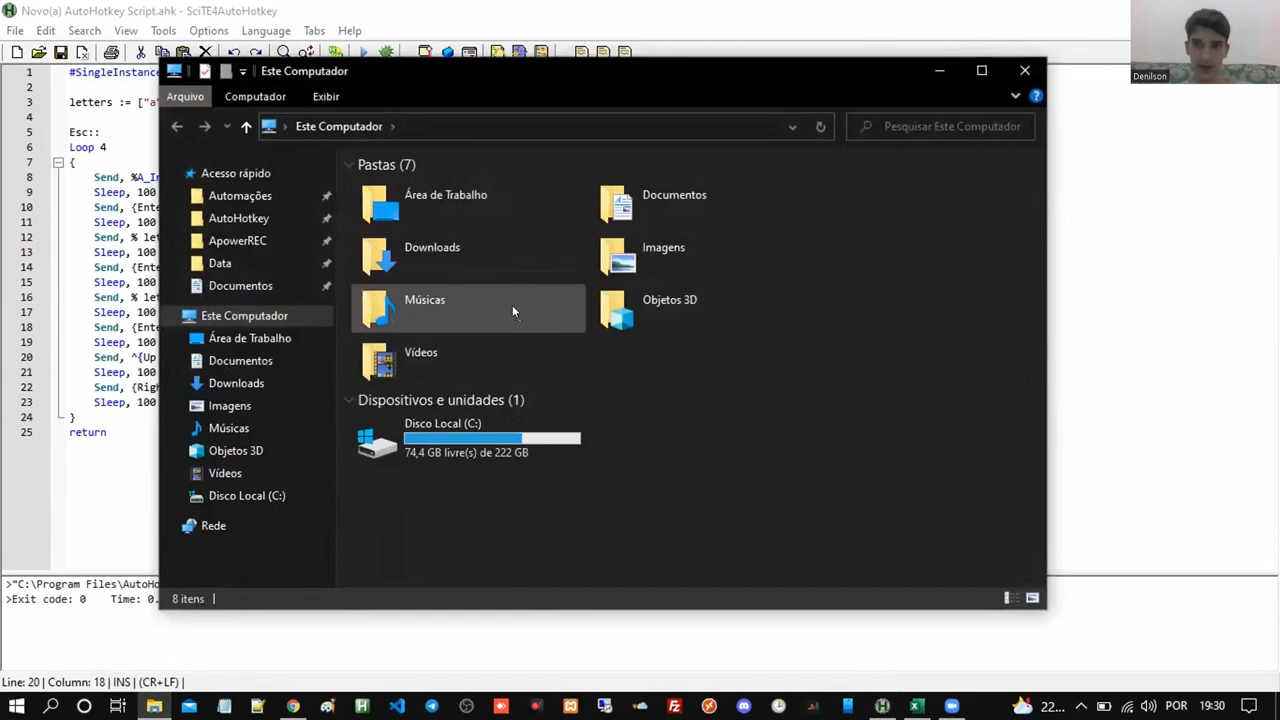 Novo(a) AutoHotkey Script.ahk - SciTE4AutoHotkey
File Edit Search View Tools Options Language Tabs Help
Denilson
1 #SingleInstance
2
3 letters := ["a"
4
5 Esc::
6 Loop 4
7 {
8 Send, %A_In
9 Sleep, 100
10 Send, {Ente
11 Sleep, 100
12 Send, % let
13 Sleep, 100
14 Send, {Ente
15 Sleep, 100
16 Send, % let
17 Sleep, 100
18 Send, {Ente
19 Sleep, 100
20 Send, ^{Up
21 Sleep, 100
22 Send, {Righ
23 Sleep, 100
24 }
25 return
Este Computador
Arquivo Computador Exibir
Este Computador
Pesquisar Este Computador
Acesso rápido
Automações
AutoHotkey
ApowerREC
Data
Documentos
Este Computador
Área de Trabalho
Documentos
Downloads
Imagens
Músicas
Objetos 3D
Vídeos
Disco Local (C:)
Rede
Pastas (7)
Área de Trabalho
Documentos
Downloads
Imagens
Músicas
Objetos 3D
Vídeos
Dispositivos e unidades (1)
Disco Local (C:)
74,4 GB livre(s) de 222 GB
8 itens
>"C:\Program Files\AutoHo
>Exit code: 0 Time: 0.
Line: 20 | Column: 18 | INS | (CR+LF) |
22... POR 19:30